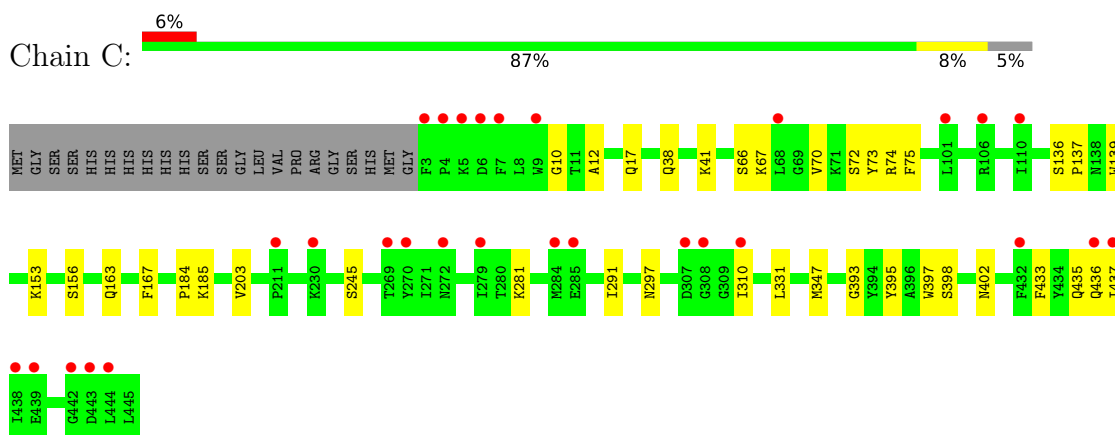 6%
Chain C:
87% 8% 5%
MET GLY SER SER HIS HIS HIS HIS HIS HIS SER SER GLY LEU VAL PRO ARG GLY SER HIS MET GLY F3 P4 K5 D6 F7 L8 W9 G10 T11 A12 Q17 Q38 K41 S66 K67 L68 G69 V70 K71 S72 Y73 R74 F75 L101 R106 I110 S136 P137 N138 W139
K153 S156 Q163 F167 P184 K185 V203 P211 K230 S245 T269 Y270 I271 N272 I279 T280 K281 M284 E285 I291 N297 D307 G308 G309 I310 L331 M347 G393 Y394 Y395 A396 W397 S398 N402 F432 F433 Y434 Q435 Q436 I437
I438 E439 G442 D443 L444 L445